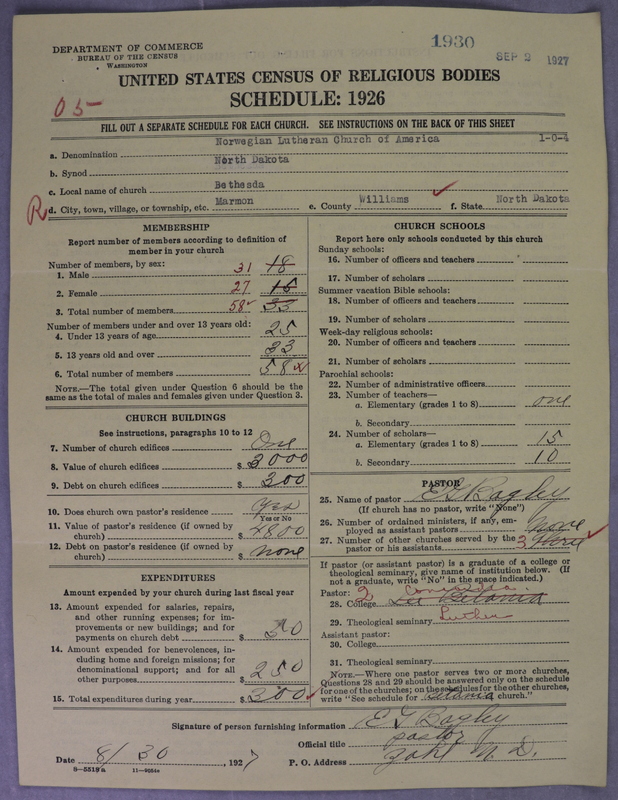 DEPARTMENT OF COMMERCE
BUREAU OF THE CENSUS
WASHINGTON
1930
SEP 2 1927
UNITED STATES CENSUS OF RELIGIOUS BODIES
SCHEDULE: 1926
05
FILL OUT A SEPARATE SCHEDULE FOR EACH CHURCH. SEE INSTRUCTIONS ON THE BACK OF THIS SHEET
a. Denomination Norwegian Lutheran Church of America 1-0-4
b. Synod North Dakota
c. Local name of church Bethesda
R d. City, town, village, or township, etc. Marmon e. County Williams f. State North Dakota
MEMBERSHIP
Report number of members according to definition of member in your church
Number of members, by sex:
1. Male 31 18
2. Female 27 15
3. Total number of members 58 33
Number of members under and over 13 years old:
4. Under 13 years of age 25
5. 13 years old and over 33
6. Total number of members 58
NOTE.—The total given under Question 6 should be the same as the total of males and females given under Question 3.
CHURCH BUILDINGS
See instructions, paragraphs 10 to 12
7. Number of church edifices One
8. Value of church edifices $ 3000
9. Debt on church edifices $ 300
10. Does church own pastor's residence Yes
Yes or No
11. Value of pastor's residence (if owned by church) $ 4800
12. Debt on pastor's residence (if owned by church) $ none
EXPENDITURES
Amount expended by your church during last fiscal year
13. Amount expended for salaries, repairs, and other running expenses; for improvements or new buildings; and for payments on church debt $ 50
14. Amount expended for benevolences, including home and foreign missions; for denominational support; and for all other purposes $ 250
15. Total expenditures during year $ 300
CHURCH SCHOOLS
Report here only schools conducted by this church
Sunday schools:
16. Number of officers and teachers
17. Number of scholars
Summer vacation Bible schools:
18. Number of officers and teachers
19. Number of scholars
Week-day religious schools:
20. Number of officers and teachers
21. Number of scholars
Parochial schools:
22. Number of administrative officers
23. Number of teachers—
a. Elementary (grades 1 to 8) one
b. Secondary
24. Number of scholars—
a. Elementary (grades 1 to 8) 15
b. Secondary 10
PASTOR
25. Name of pastor E G Bagley
(If church has no pastor, write "None")
26. Number of ordained ministers, if any, employed as assistant pastors none
27. Number of other churches served by the pastor or his assistants 3
If pastor (or assistant pastor) is a graduate of a college or theological seminary, give name of institution below. (If not a graduate, write "No" in the space indicated.)
Pastor: 2
28. College Concordia
29. Theological seminary Luther
Assistant pastor:
30. College
31. Theological seminary
NOTE.—Where one pastor serves two or more churches, Questions 28 and 29 should be answered only on the schedule for one of the churches; on the schedules for the other churches, write "See schedule for Betania church."
Signature of person furnishing information E G Bagley
Official title pastor
Date 8/30, 1927 P. O. Address Zahl N. D.
8—5519a 11—9024a